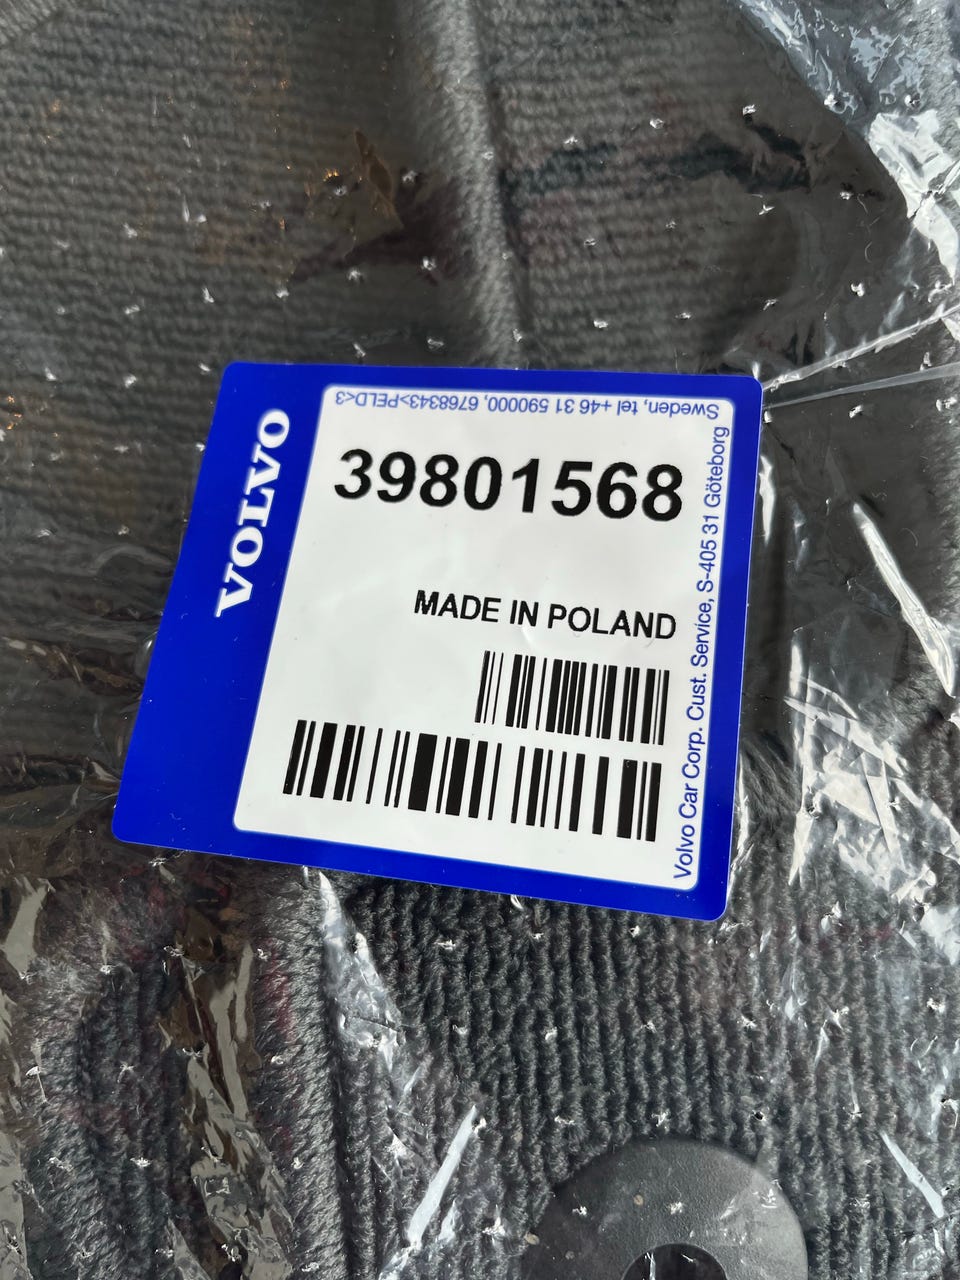 VOLVO
39801568
MADE IN POLAND
Volvo Car Corp. Cust. Service, S-405 31 Göteborg
Sweden, tel +46 31 590000, 6768343>PELD<3